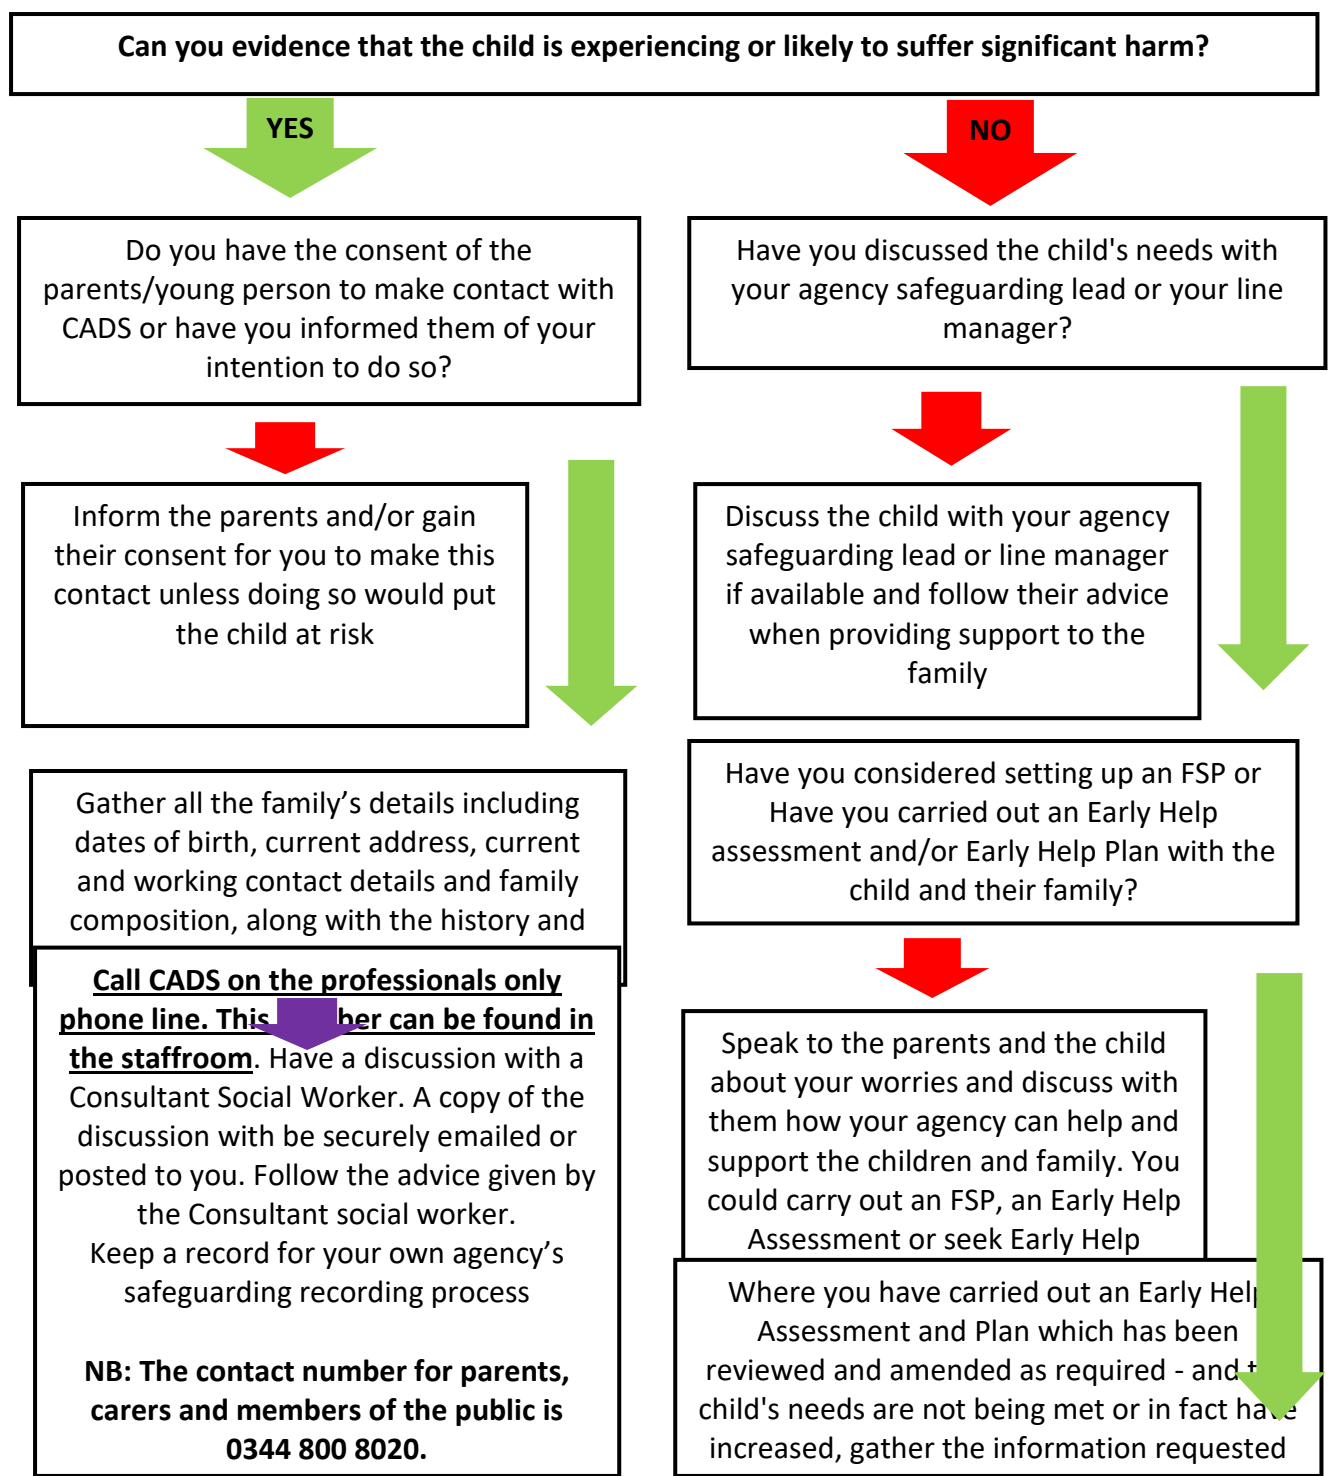 Can you evidence that the child is experiencing or likely to suffer significant harm?
YES
NO
Do you have the consent of the
parents/young person to make contact with
CADS or have you informed them of your
intention to do so?
Have you discussed the child's needs with
your agency safeguarding lead or your line
manager?
Inform the parents and/or gain
their consent for you to make this
contact unless doing so would put
the child at risk
Discuss the child with your agency
safeguarding lead or line manager
if available and follow their advice
when providing support to the
family
Gather all the family’s details including
dates of birth, current address, current
and working contact details and family
composition, along with the history and
Have you considered setting up an FSP or
Have you carried out an Early Help
assessment and/or Early Help Plan with the
child and their family?
Call CADS on the professionals only
phone line. This ber can be found in
the staffroom. Have a discussion with a
Consultant Social Worker. A copy of the
discussion with be securely emailed or
posted to you. Follow the advice given by
the Consultant social worker.
Keep a record for your own agency’s
safeguarding recording process
NB: The contact number for parents,
carers and members of the public is
0344 800 8020.
Speak to the parents and the child
about your worries and discuss with
them how your agency can help and
support the children and family. You
could carry out an FSP, an Early Help
Assessment or seek Early Help
Where you have carried out an Early Help
Assessment and Plan which has been
reviewed and amended as required - and t
child's needs are not being met or in fact have
increased, gather the information requested